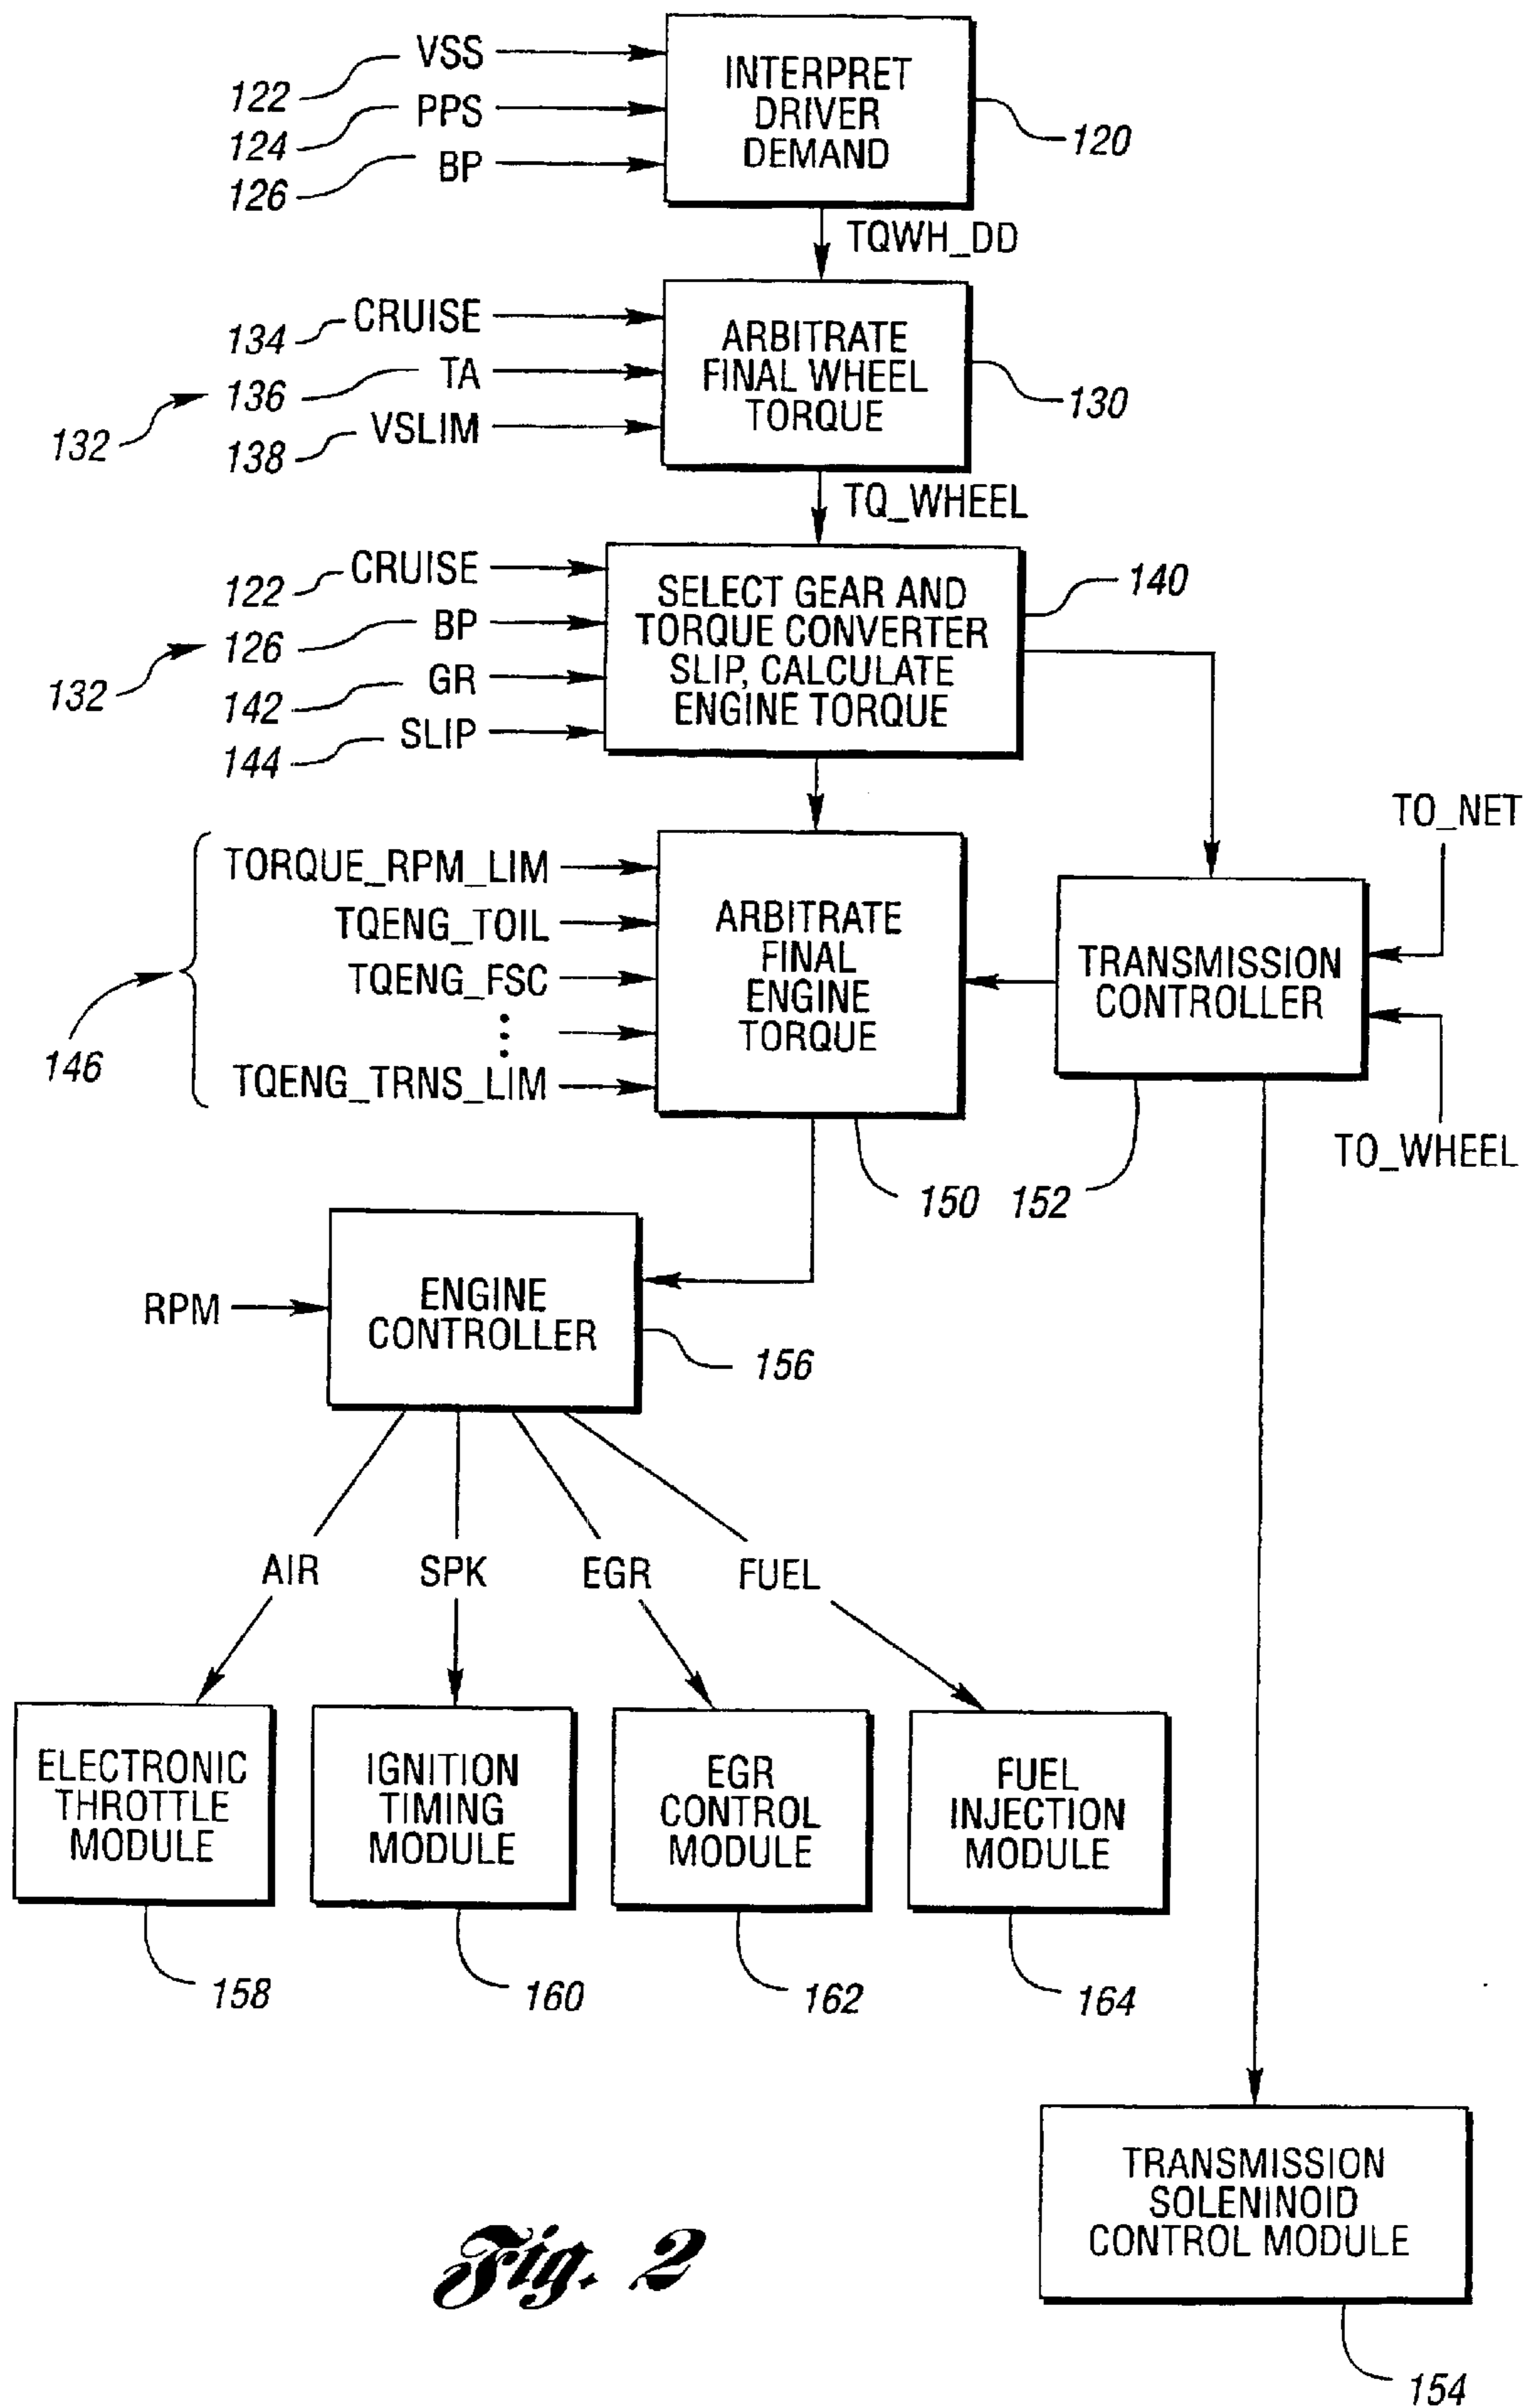 VSS
122
PPS
124
BP
126
INTERPRET
DRIVER
DEMAND
120
TQWH_DD
CRUISE
134
TA
136
VSLIM
138
132
ARBITRATE
FINAL WHEEL
TORQUE
130
TQ_WHEEL
CRUISE
122
BP
126
GR
142
SLIP
144
132
SELECT GEAR AND
TORQUE CONVERTER
SLIP, CALCULATE
ENGINE TORQUE
140
TORQUE_RPM_LIM
TQENG_TOIL
TQENG_FSC
TQENG_TRNS_LIM
146
ARBITRATE
FINAL
ENGINE
TORQUE
150
TO_NET
TRANSMISSION
CONTROLLER
TO_WHEEL
152
RPM
ENGINE
CONTROLLER
156
AIR
SPK
EGR
FUEL
ELECTRONIC
THROTTLE
MODULE
158
IGNITION
TIMING
MODULE
160
EGR
CONTROL
MODULE
162
FUEL
INJECTION
MODULE
164
TRANSMISSION
SOLENINOID
CONTROL MODULE
154
Fig. 2